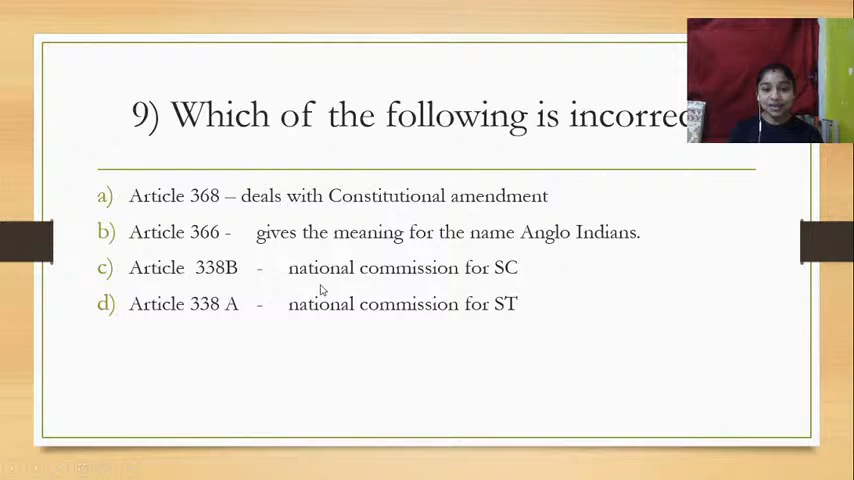 9) Which of the following is incorrec
a) Article 368 – deals with Constitutional amendment
b) Article 366 - gives the meaning for the name Anglo Indians.
c) Article 338B - national commission for SC
d) Article 338 A - national commission for ST